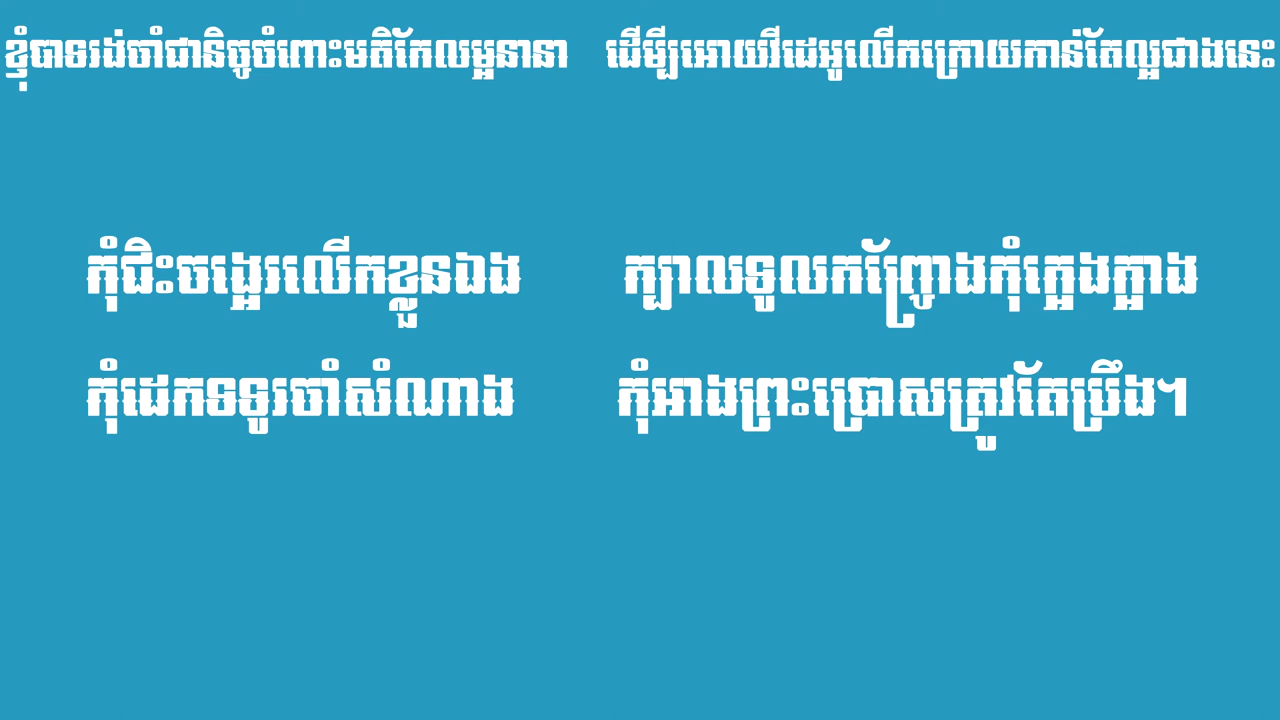 ខ្ញុំបាទរង់ចាំជានិច្ចចំពោះមតិកែលម្អនានា ដើម្បីអោយវីដេអូលើកក្រោយកាន់តែល្អជាងនេះ
កុំជិះចង្អេរលើកខ្លួនឯង ក្បាលទូលកញ្ជ្រែងកុំក្អេងក្អាង
កុំដេកទទូរចាំសំណាង កុំអាងព្រះប្រោសត្រូវតែប្រឹង។